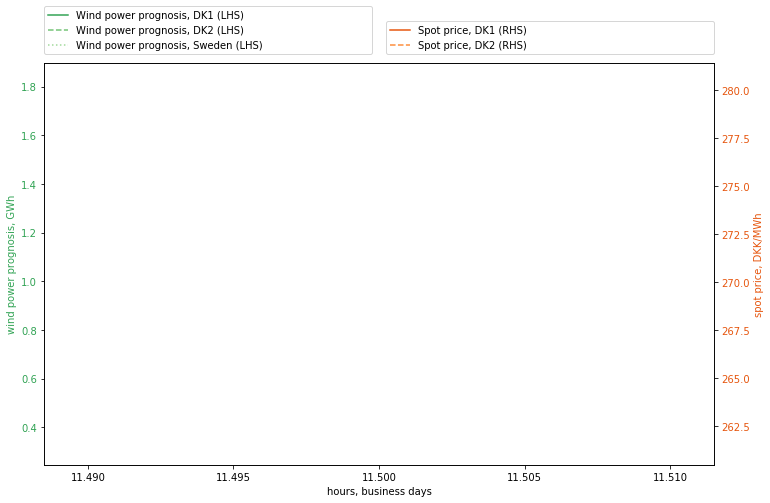 Wind power prognosis, DK1 (LHS)
Wind power prognosis, DK2 (LHS)
Wind power prognosis, Sweden (LHS)
Spot price, DK1 (RHS)
Spot price, DK2 (RHS)
wind power prognosis, GWh
1.8
1.6
1.4
1.2
1.0
0.8
0.6
0.4
280.0
277.5
275.0
272.5
270.0
267.5
265.0
262.5
spot price, DKK/MWh
11.490 11.495 11.500 11.505 11.510
hours, business days